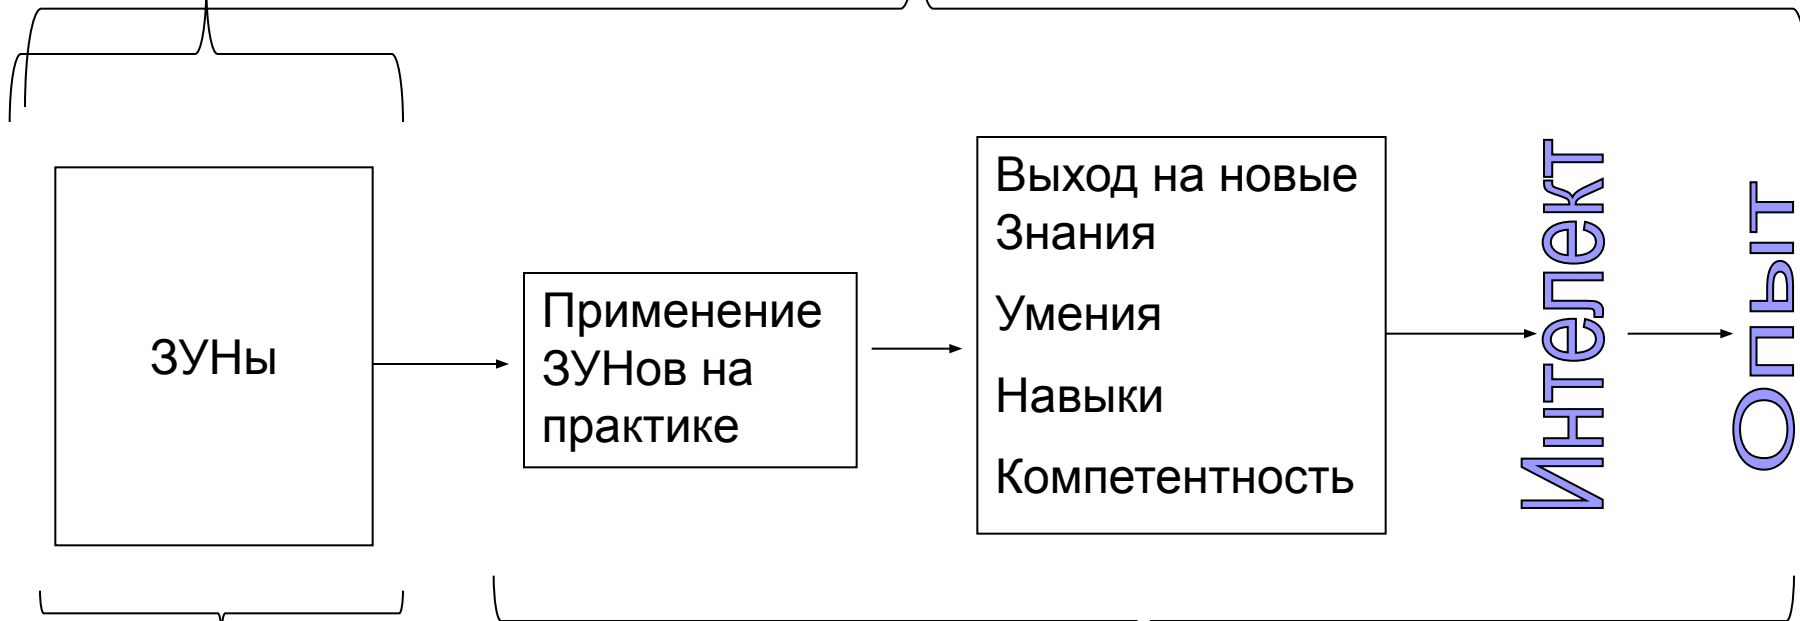 ЗУНы
Применение
ЗУНов на
практике
Выход на новые
Знания
Умения
Навыки
Компетентность
Интелект
Опыт